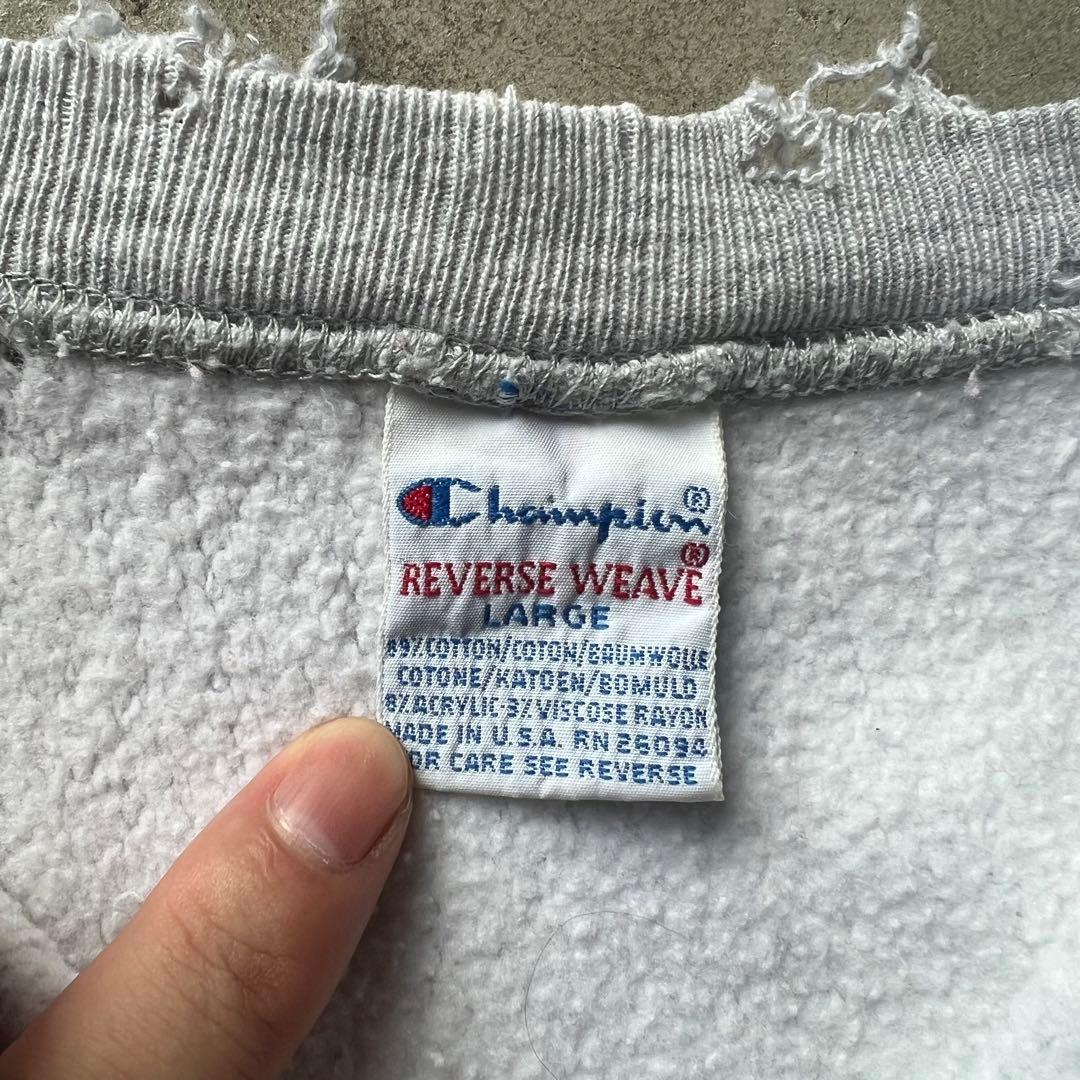 Champion®
REVERSE WEAVE®
LARGE
89% COTTON/COTON/BAUMWOLLE
COTONE/KATOEN/BOMULD
8% ACRYLIC-3% VISCOSE RAYON
MADE IN U.S.A. RN 26094
FOR CARE SEE REVERSE